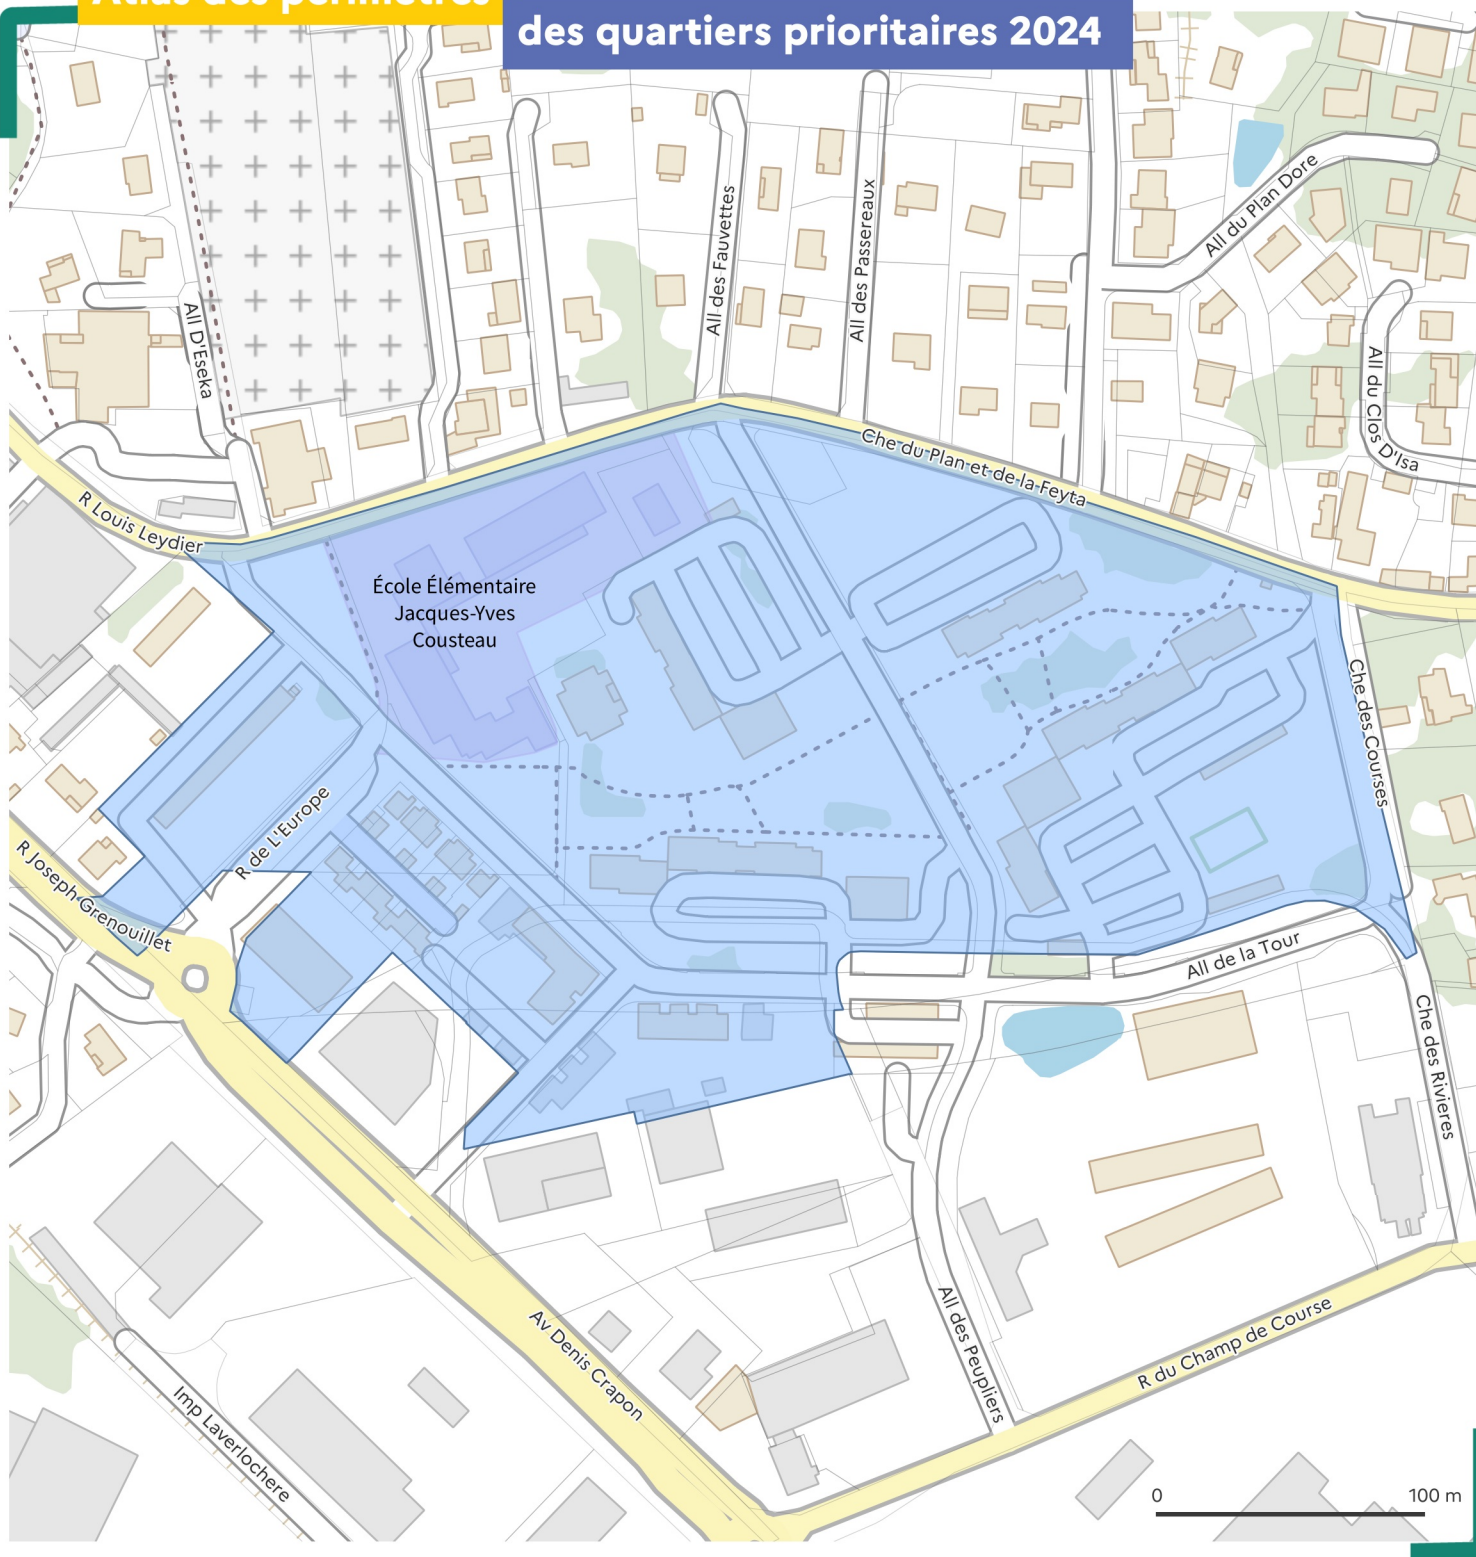 Atlas des périmètres
des quartiers prioritaires 2024
All du Plan Dore
All des Fauvettes
All des Passereaux
All D'Eseka
All du Clos D'Isa
Che du Plan et de la Feyta
R Louis Leydier
École Élémentaire
Jacques-Yves
Cousteau
Che des Courses
R de L'Europe
R Joseph Grenouillet
All de la Tour
Che des Rivieres
All des Peupliers
Av Denis Crapon
R du Champ de Course
Imp Laverlochere
0 100 m